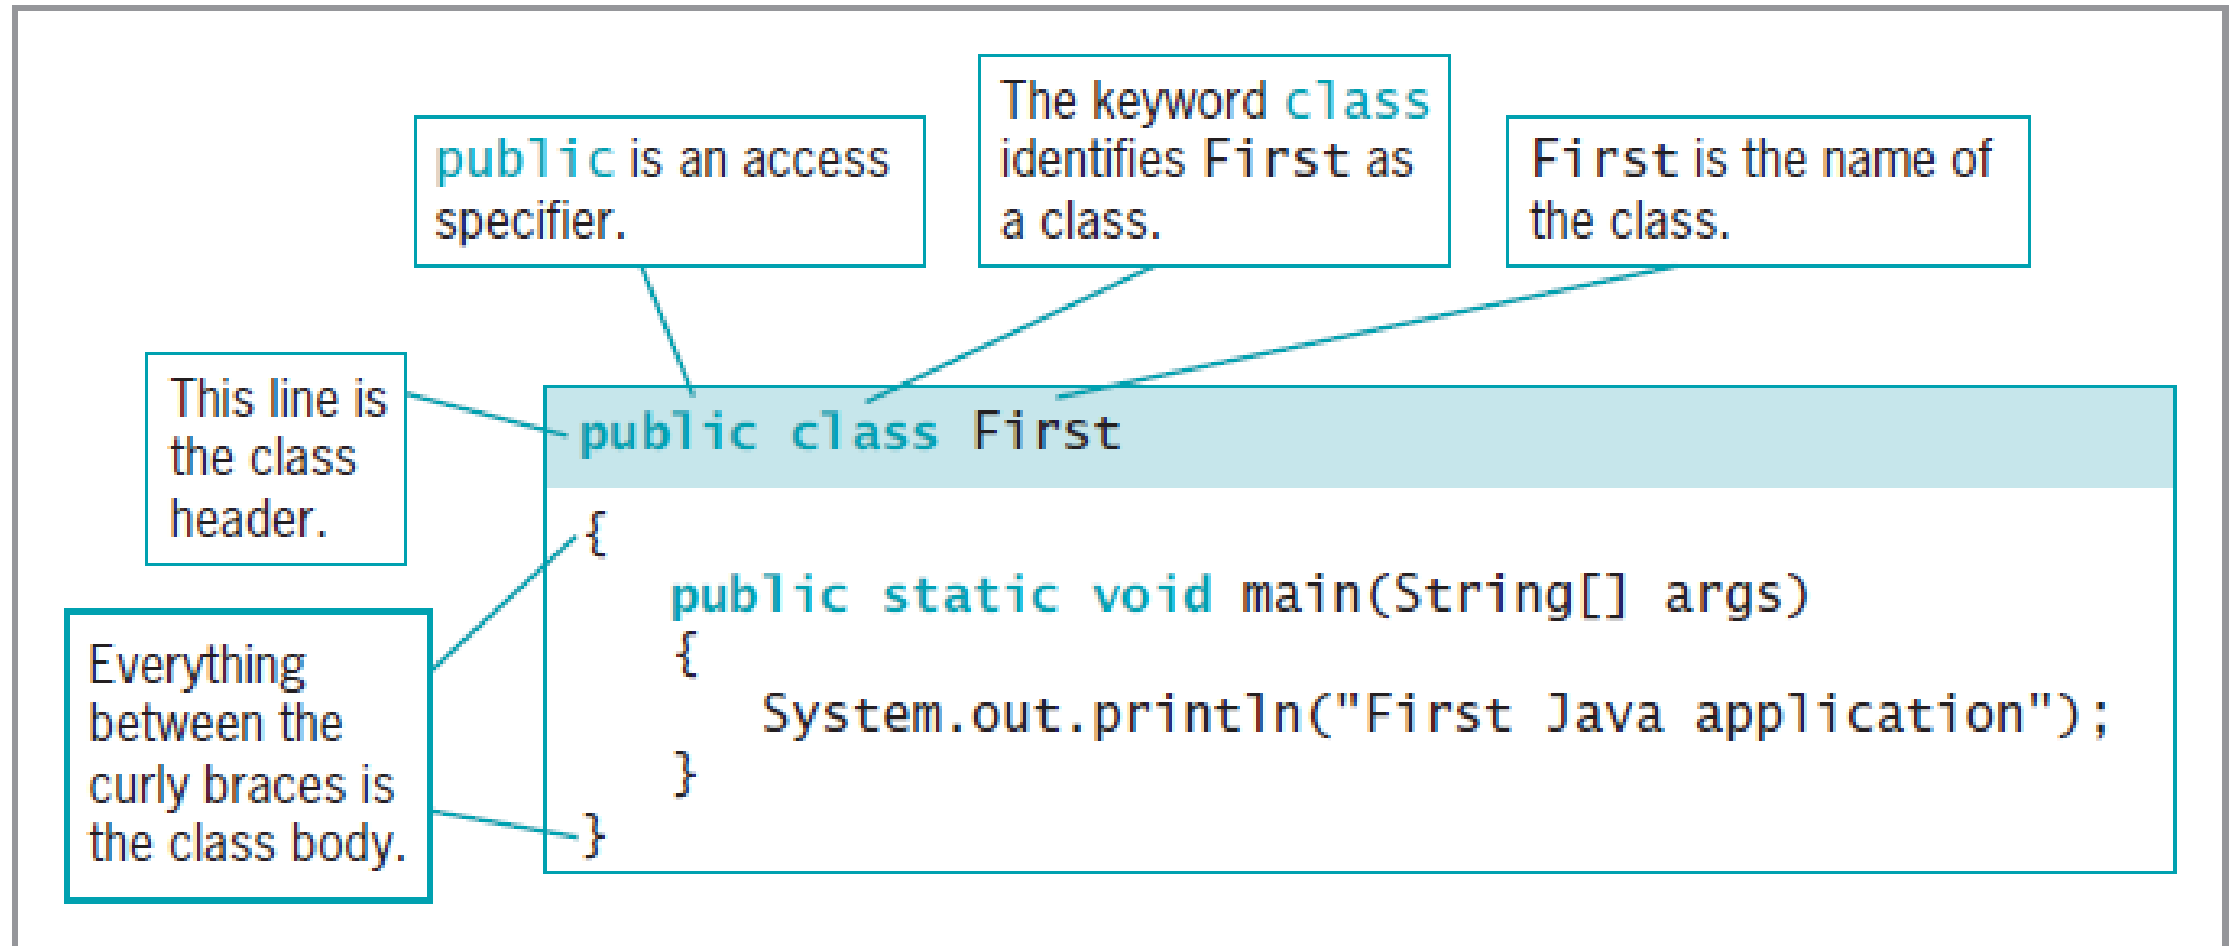 public is an access
specifier.
The keyword class
identifies First as
a class.
First is the name of
the class.
This line is
the class
header.
public class First
{
public static void main(String[] args)
{
System.out.println("First Java application");
}
}
Everything
between the
curly braces is
the class body.